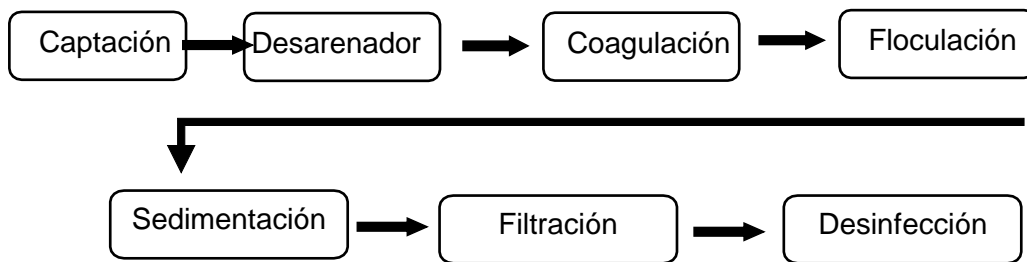 Captación
Desarenador
Coagulación
Floculación
Sedimentación
Filtración
Desinfección